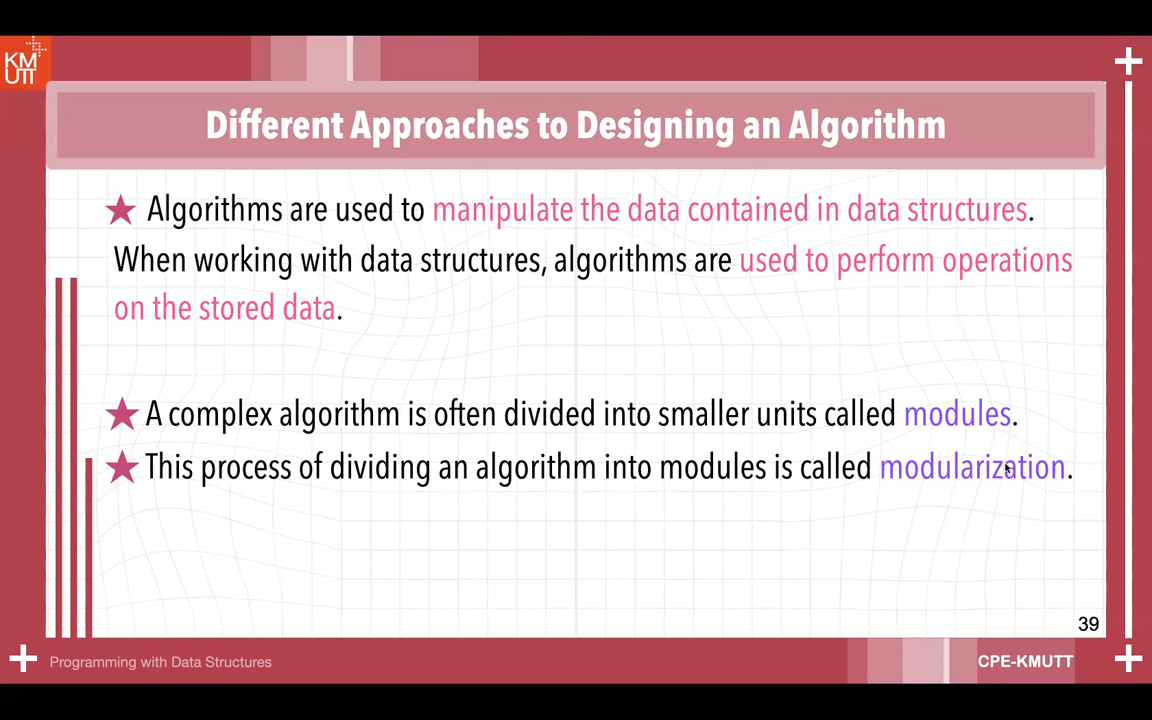 KM
UTT
Different Approaches to Designing an Algorithm
★ Algorithms are used to manipulate the data contained in data structures.
When working with data structures, algorithms are used to perform operations
on the stored data.
★ A complex algorithm is often divided into smaller units called modules.
★ This process of dividing an algorithm into modules is called modularization.
39
Programming with Data Structures
CPE-KMUTT